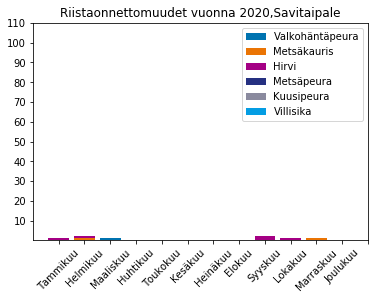 Riistaonnettomuudet vuonna 2020,Savitaipale
110
100
90
80
70
60
50
40
30
20
10
Valkohäntäpeura
Metsäkauris
Hirvi
Metsäpeura
Kuusipeura
Villisika
Tammikuu
Helmikuu
Maaliskuu
Huhtikuu
Toukokuu
Kesäkuu
Heinäkuu
Elokuu
Syyskuu
Lokakuu
Marraskuu
Joulukuu